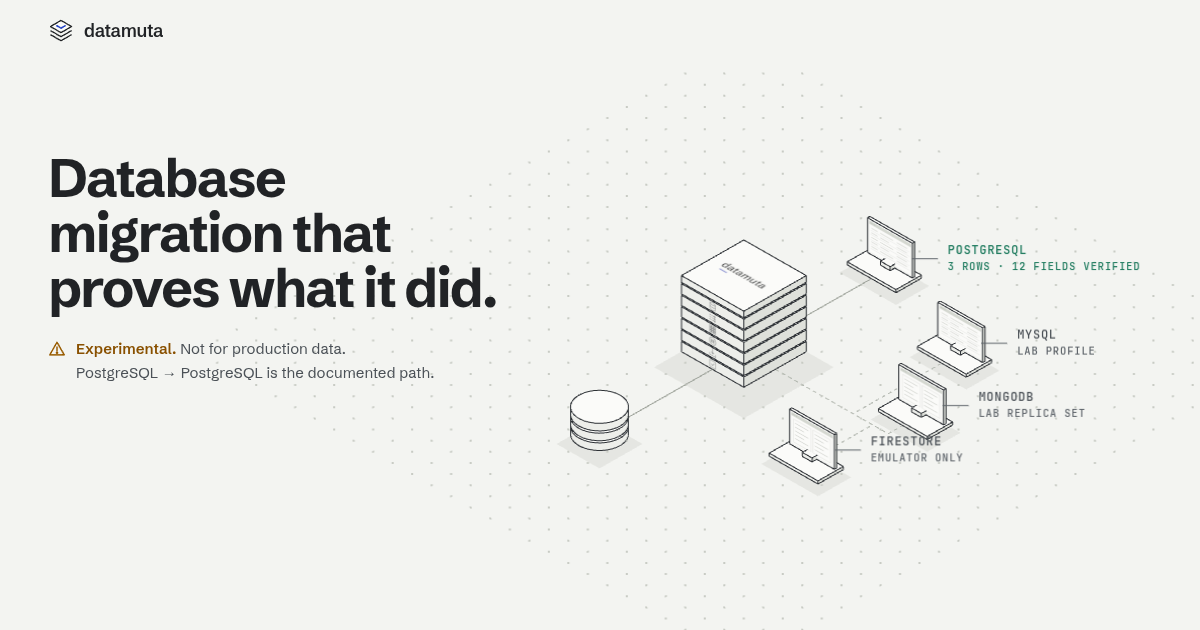 datamuta
Database
migration that
proves what it did.
Experimental. Not for production data.
PostgreSQL → PostgreSQL is the documented path.
datamuta
POSTGRESQL
3 ROWS · 12 FIELDS VERIFIED
MYSQL
LAB PROFILE
MONGODB
LAB REPLICA SET
FIRESTORE
EMULATOR ONLY